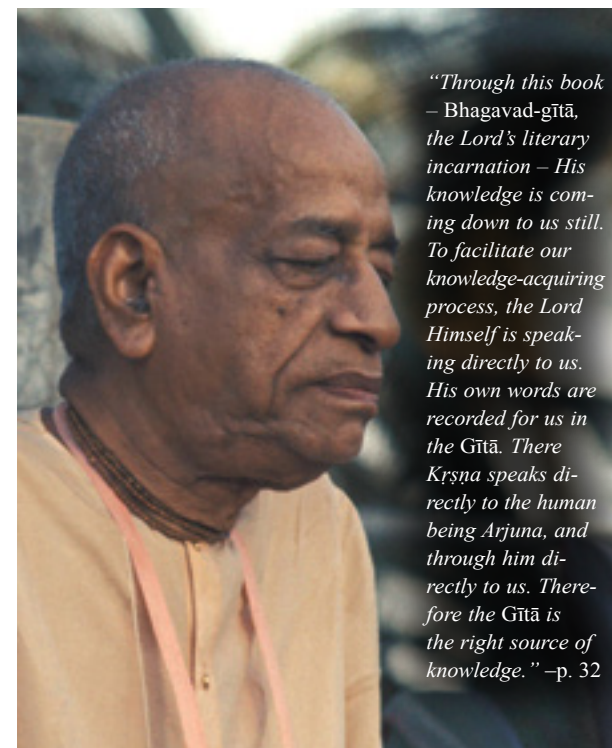 “Through this book
– Bhagavad-gītā,
the Lord’s literary
incarnation – His
knowledge is com-
ing down to us still.
To facilitate our
knowledge-acquiring
process, the Lord
Himself is speak-
ing directly to us.
His own words are
recorded for us in
the Gītā. There
Kṛṣṇa speaks di-
rectly to the human
being Arjuna, and
through him di-
rectly to us. There-
fore the Gītā is
the right source of
knowledge.” –p. 32